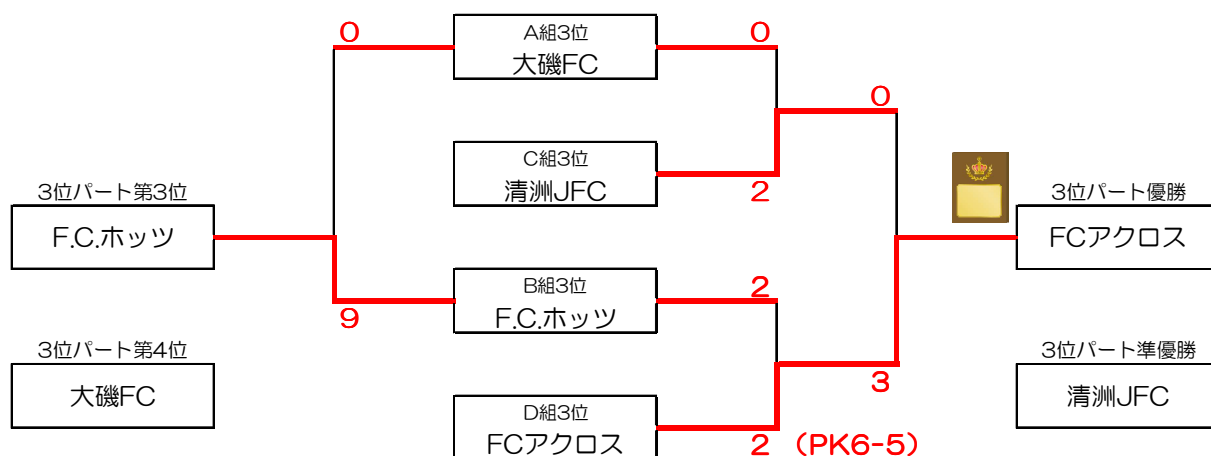 0
A組3位
大磯FC
0
0
C組3位
清洲JFC
2
3位パート第3位
F.C.ホッツ
3位パート優勝
FCアクロス
9
B組3位
F.C.ホッツ
2
3位パート第4位
大磯FC
3
3位パート準優勝
清洲JFC
D組3位
FCアクロス
2 (PK6-5)